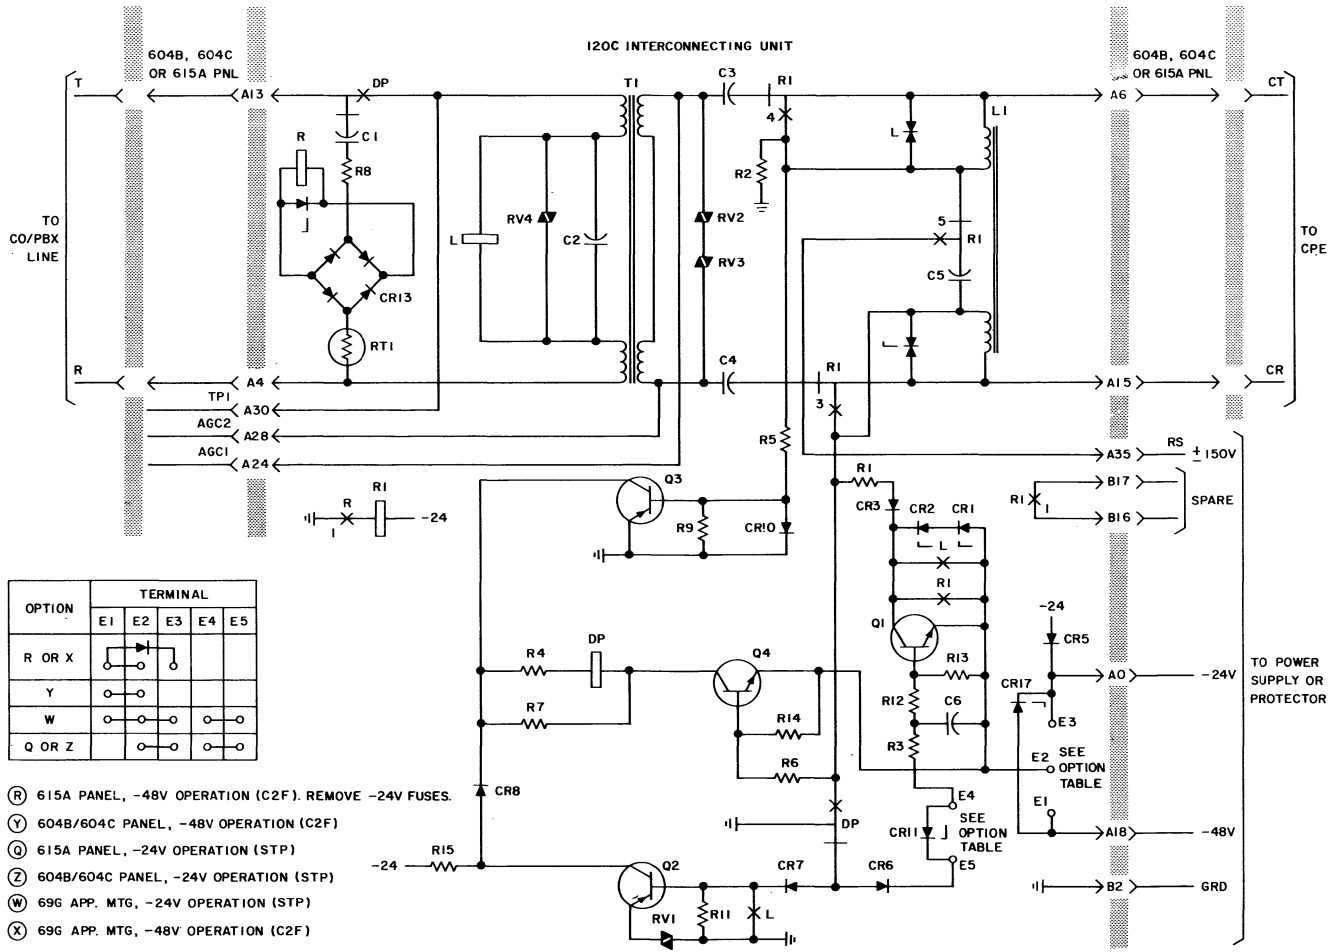 120C INTERCONNECTING UNIT
604B, 604C
OR 615A PNL
604B, 604C
OR 615A PNL
T
A13
DP
T1
C3
R1
4
A6
CT
L1
C1
R
R8
L
R2
RV4
L
C2
RV2
RV3
5
R1
C5
TO
CO/PBX
LINE
TO
CPE
CR13
RT1
C4
R1
3
R
A4
A15
CR
TP1
A30
AGC2
A28
AGC1
A24
R5
A35
RS
±150V
R
1
R1
-24
Q3
R9
CR10
R1
CR3
CR2
CR1
L
R1
R1
1
B17
B16
SPARE
OPTION
TERMINAL
E1 E2 E3 E4 E5
R OR X
Y
W
Q OR Z
DP
R4
R7
Q4
R14
R6
Q1
R13
R12
C6
R3
-24
CR5
CR17
A0
-24V
E3
E2
SEE
OPTION
TABLE
E1
A18
-48V
TO POWER
SUPPLY OR
PROTECTOR
CR8
DP
E4
SEE
OPTION
TABLE
CR11
E5
-24
R15
Q2
CR7
CR6
B2
GRD
RV1
R11
L
R 615A PANEL, -48V OPERATION (C2F). REMOVE -24V FUSES.
Y 604B/604C PANEL, -48V OPERATION (C2F)
Q 615A PANEL, -24V OPERATION (STP)
Z 604B/604C PANEL, -24V OPERATION (STP)
W 69G APP. MTG, -24V OPERATION (STP)
X 69G APP. MTG, -48V OPERATION (C2F)